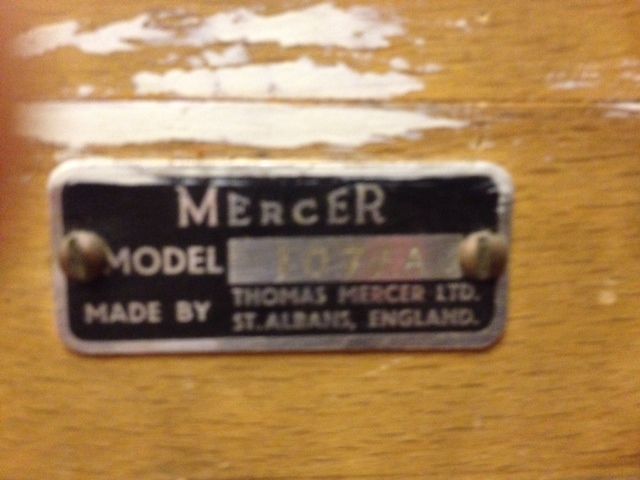 MERCER
MODEL
MADE BY THOMAS MERCER LTD.
ST. ALBANS, ENGLAND.